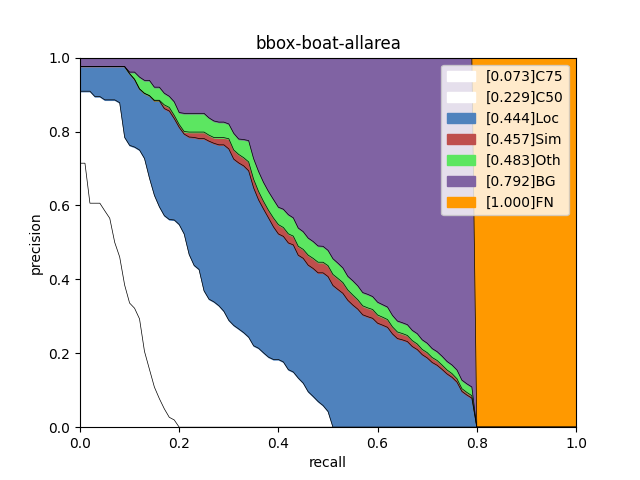 bbox-boat-allarea
1.0
0.8
0.6
0.4
0.2
0.0
precision
[0.073]C75
[0.229]C50
[0.444]Loc
[0.457]Sim
[0.483]Oth
[0.792]BG
[1.000]FN
0.0 0.2 0.4 0.6 0.8 1.0
recall